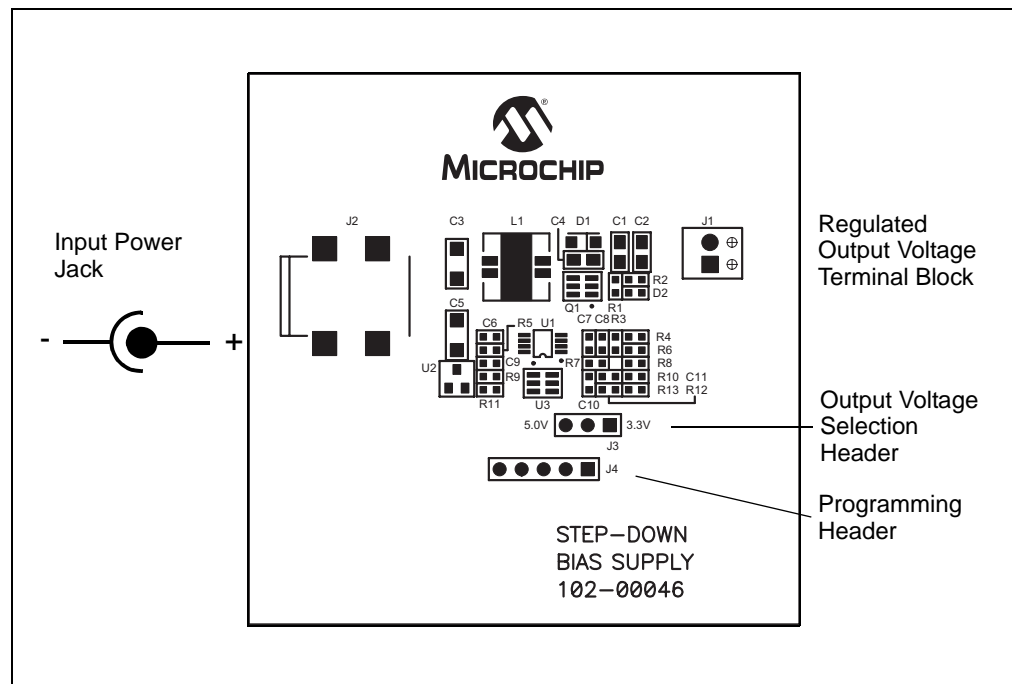 ®
MICROCHIP
J2
C3
L1
C4
D1
C1
C2
J1
Input Power
Jack
-
+
Regulated
Output Voltage
Terminal Block
R2
D2
Q1
R1
C5
C6
R5
U1
C7
C8
R3
R4
R6
R8
R10
C11
R13
R12
U2
C9
R9
R7
R11
U3
C10
5.0V
3.3V
J3
J4
Output Voltage
Selection
Header
Programming
Header
STEP-DOWN
BIAS SUPPLY
102-00046